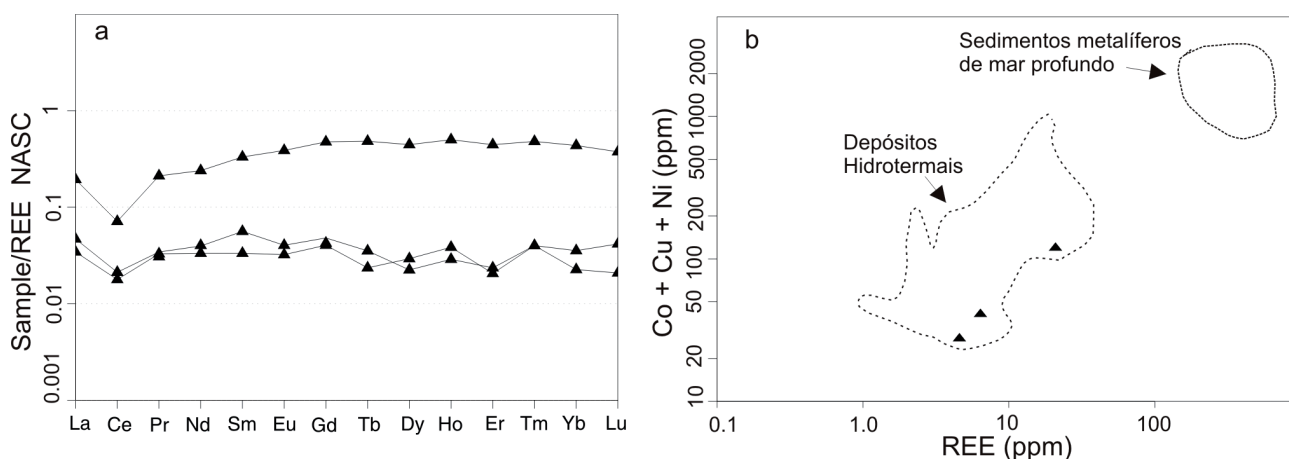 a
Sample/REE NASC
1
0.1
0.01
0.001
La Ce Pr Nd Sm Eu Gd Tb Dy Ho Er Tm Yb Lu
b
Sedimentos metalíferos
de mar profundo
Depósitos
Hidrotermais
Co + Cu + Ni (ppm)
2000
1000
500
200
100
50
20
10
0.1 1.0 10 100
REE (ppm)